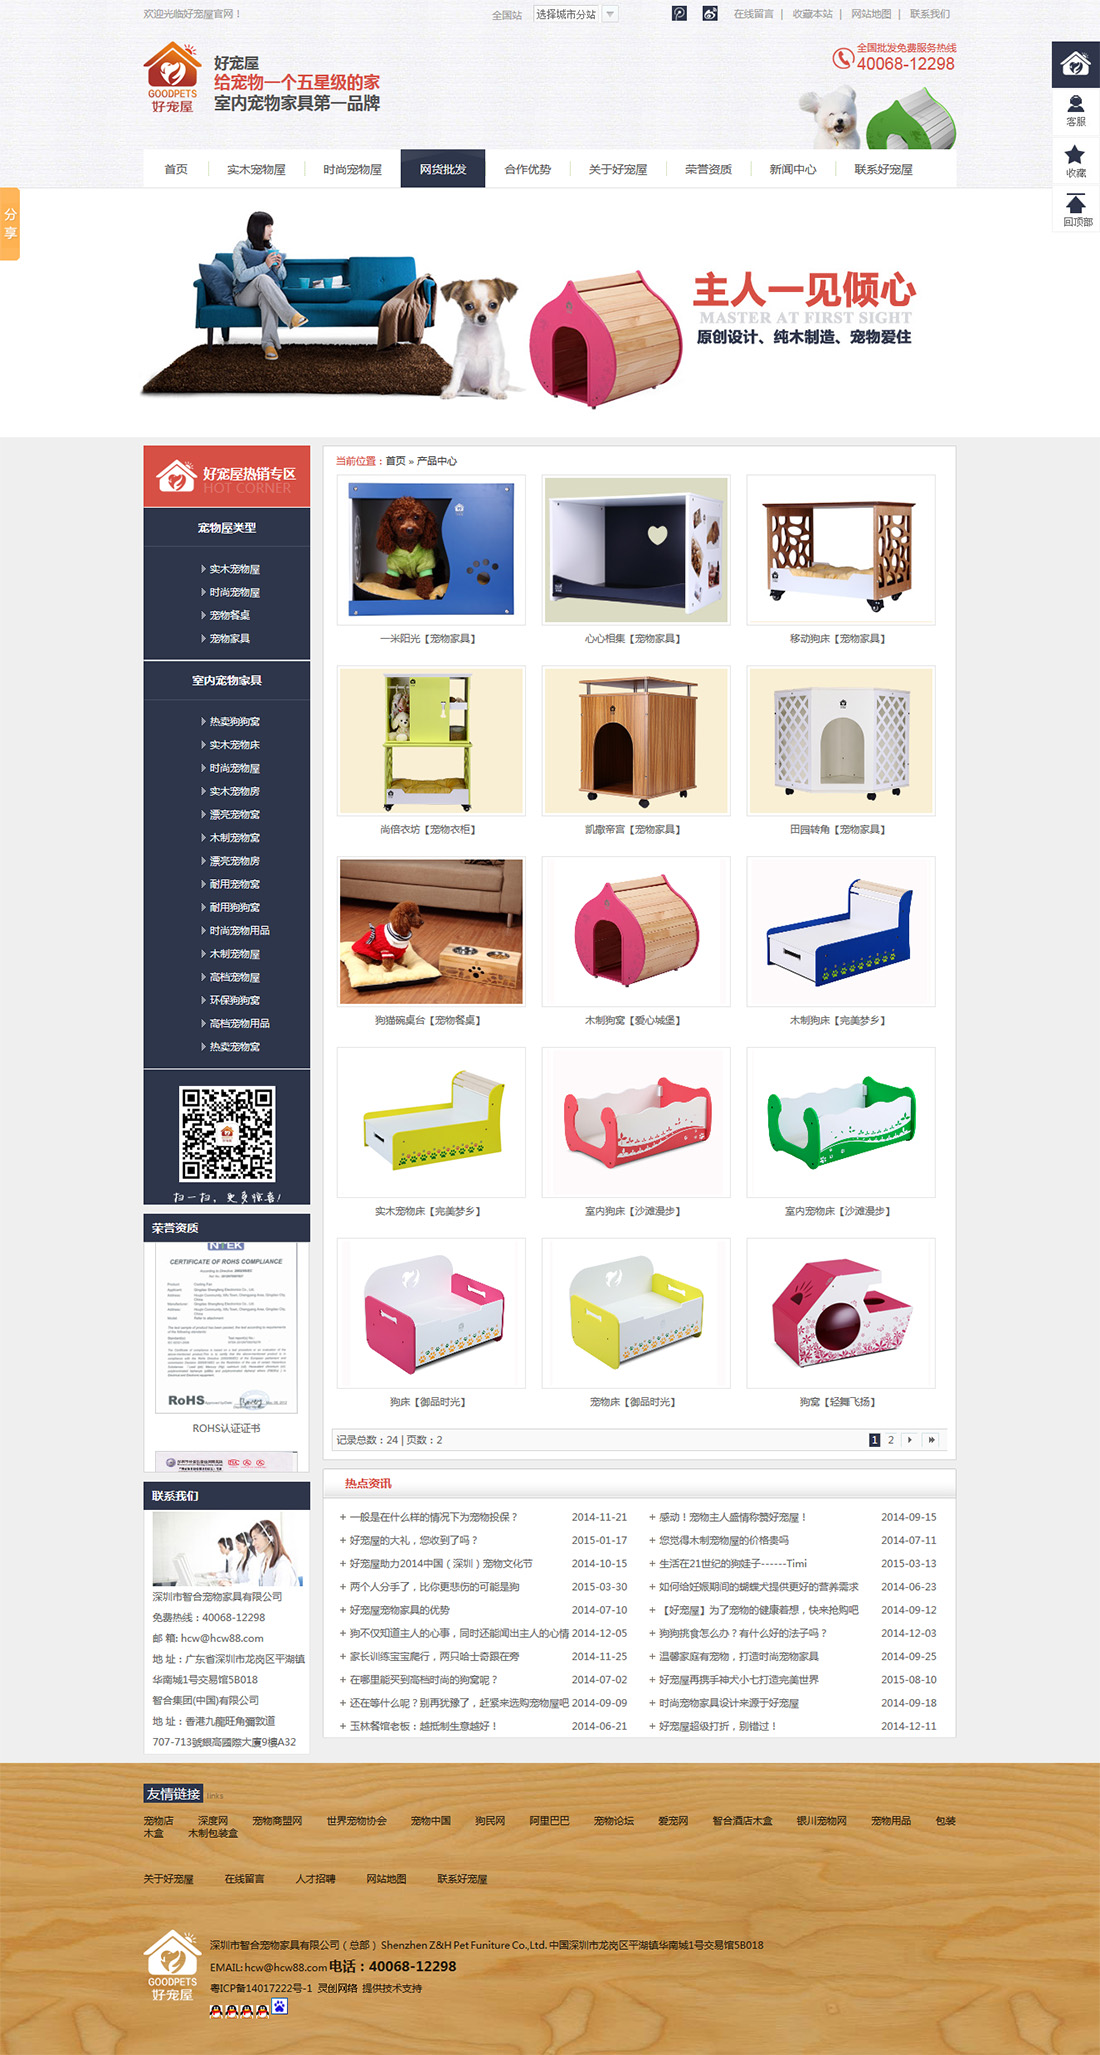 欢迎光临好宠屋官网！
全国站 选择城市分站
在线留言 | 收藏本站 | 网站地图 | 联系我们
GOODPETS
好宠屋
好宠屋
给宠物一个五星级的家
室内宠物家具第一品牌
全国批发免费服务热线
40068-12298
客服
收藏
回顶部
分享
首页 实木宠物屋 时尚宠物屋 网货批发 合作优势 关于好宠屋 荣誉资质 新闻中心 联系好宠屋
主人一见倾心
MASTER AT FIRST SIGHT
原创设计、纯木制造、宠物爱住
好宠屋热销专区
HOT CORNER
宠物屋类型
实木宠物屋
时尚宠物屋
宠物餐桌
宠物家具
室内宠物家具
热卖狗狗窝
实木宠物床
时尚宠物屋
实木宠物房
漂亮宠物窝
木制宠物窝
漂亮宠物房
耐用宠物窝
耐用狗狗窝
时尚宠物用品
木制宠物屋
高档宠物屋
环保狗狗窝
高档宠物用品
热卖宠物窝
扫一扫，更多惊喜！
荣誉资质
NTEK
CERTIFICATE OF ROHS COMPLIANCE
RoHS
ROHS认证证书
联系我们
深圳市智合宠物家具有限公司
免费热线：40068-12298
邮 箱: hcw@hcw88.com
地 址：广东省深圳市龙岗区平湖镇
华南城1号交易馆5B018
智合集团(中国)有限公司
地 址：香港九龍旺角彌敦道
707-713號銀高國際大廈9樓A32
当前位置：首页 » 产品中心
一米阳光【宠物家具】 心心相集【宠物家具】 移动狗床【宠物家具】
尚倍衣坊【宠物衣柜】 凯撒帝宫【宠物家具】 田园转角【宠物家具】
狗猫碗桌台【宠物餐桌】 木制狗窝【爱心城堡】 木制狗床【完美梦乡】
实木宠物床【完美梦乡】 室内狗床【沙滩漫步】 室内宠物床【沙滩漫步】
狗床【御品时光】 宠物床【御品时光】 狗窝【轻舞飞扬】
记录总数：24 | 页数：2
1 2
热点资讯
+ 一般是在什么样的情况下为宠物投保？ 2014-11-21 + 感动！宠物主人盛情称赞好宠屋！ 2014-09-15
+ 好宠屋的大礼，您收到了吗？ 2015-01-17 + 您觉得木制宠物屋的价格贵吗 2014-07-11
+ 好宠屋助力2014中国（深圳）宠物文化节 2014-10-15 + 生活在21世纪的狗娃子------Timi 2015-03-13
+ 两个人分手了，比你更悲伤的可能是狗 2015-03-30 + 如何给妊娠期间的蝴蝶犬提供更好的营养需求 2014-06-23
+ 好宠屋宠物家具的优势 2014-07-10 + 【好宠屋】为了宠物的健康着想，快来抢购吧 2014-09-12
+ 狗不仅知道主人的心事，同时还能闻出主人的心情 2014-12-05 + 狗狗挑食怎么办？有什么好的法子吗？ 2014-12-03
+ 家长训练宝宝爬行，两只哈士奇跟在旁 2014-11-25 + 温馨家庭有宠物，打造时尚宠物家具 2014-09-25
+ 在哪里能买到高档时尚的狗窝呢？ 2014-07-02 + 好宠屋再携手神犬小七打造完美世界 2015-08-10
+ 还在等什么呢？别再犹豫了，赶紧来选购宠物屋吧 2014-09-09 + 时尚宠物家具设计来源于好宠屋 2014-09-18
+ 玉林餐馆老板：越抵制生意越好！ 2014-06-21 + 好宠屋超级打折，别错过！ 2014-12-11
友情链接 links
宠物店 深度网 宠物商盟网 世界宠物协会 宠物中国 狗民网 阿里巴巴 宠物论坛 爱宠网 智合酒店木盒 银川宠物网 宠物用品 包装
木盒 木制包装盒
关于好宠屋 在线留言 人才招聘 网站地图 联系好宠屋
GOODPETS
好宠屋
深圳市智合宠物家具有限公司（总部） Shenzhen Z&H Pet Funiture Co.,Ltd. 中国深圳市龙岗区平湖镇华南城1号交易馆5B018
EMAIL: hcw@hcw88.com 电话：40068-12298
粤ICP备14017222号-1 灵创网络 提供技术支持